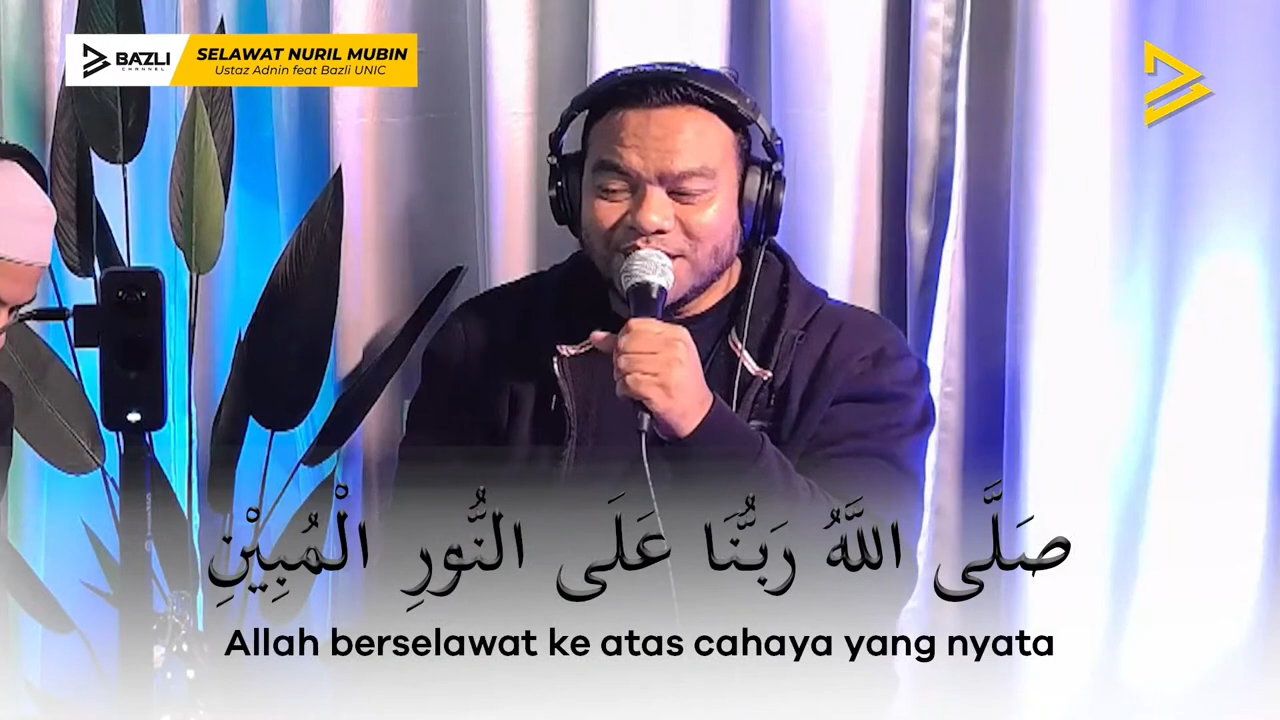 BAZLI
CHANNEL
SELAWAT NURIL MUBIN
Ustaz Adnin feat Bazli UNIC
صَلَّى اللَّهُ رَبُّنَا عَلَى النُّورِ الْمُبِيْنِ
Allah berselawat ke atas cahaya yang nyata